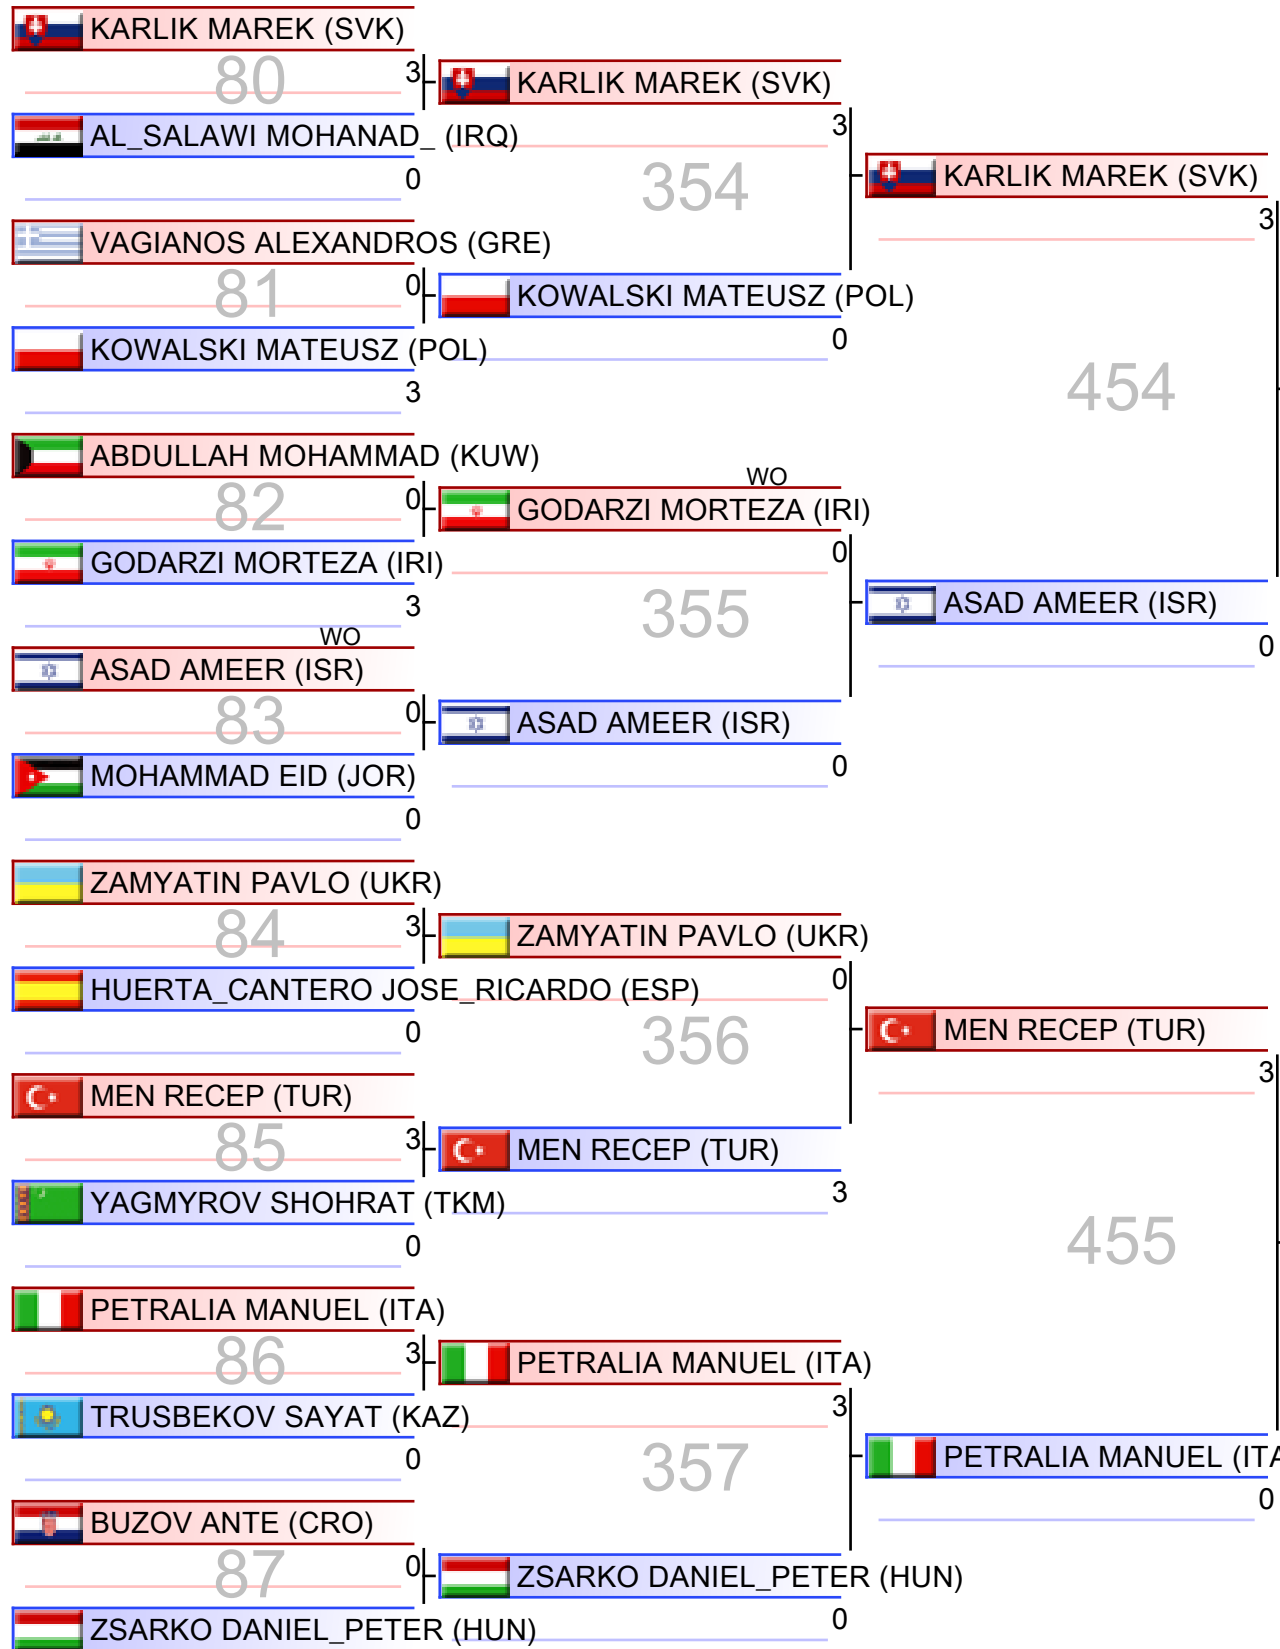 KARLIK MAREK (SVK)
80
3
KARLIK MAREK (SVK)
AL_SALAWI MOHANAD_ (IRQ)
3
0
354
KARLIK MAREK (SVK)
3
VAGIANOS ALEXANDROS (GRE)
81
0
KOWALSKI MATEUSZ (POL)
KOWALSKI MATEUSZ (POL)
0
3
454
ABDULLAH MOHAMMAD (KUW)
WO
82
0
GODARZI MORTEZA (IRI)
GODARZI MORTEZA (IRI)
0
3
355
ASAD AMEER (ISR)
0
WO
ASAD AMEER (ISR)
83
0
ASAD AMEER (ISR)
MOHAMMAD EID (JOR)
0
0
ZAMYATIN PAVLO (UKR)
84
3
ZAMYATIN PAVLO (UKR)
HUERTA_CANTERO JOSE_RICARDO (ESP)
0
0
356
MEN RECEP (TUR)
3
MEN RECEP (TUR)
85
3
MEN RECEP (TUR)
YAGMYROV SHOHRAT (TKM)
3
0
455
PETRALIA MANUEL (ITA)
86
3
PETRALIA MANUEL (ITA)
TRUSBEKOV SAYAT (KAZ)
3
0
357
PETRALIA MANUEL (ITA
0
BUZOV ANTE (CRO)
87
0
ZSARKO DANIEL_PETER (HUN)
ZSARKO DANIEL_PETER (HUN)
0